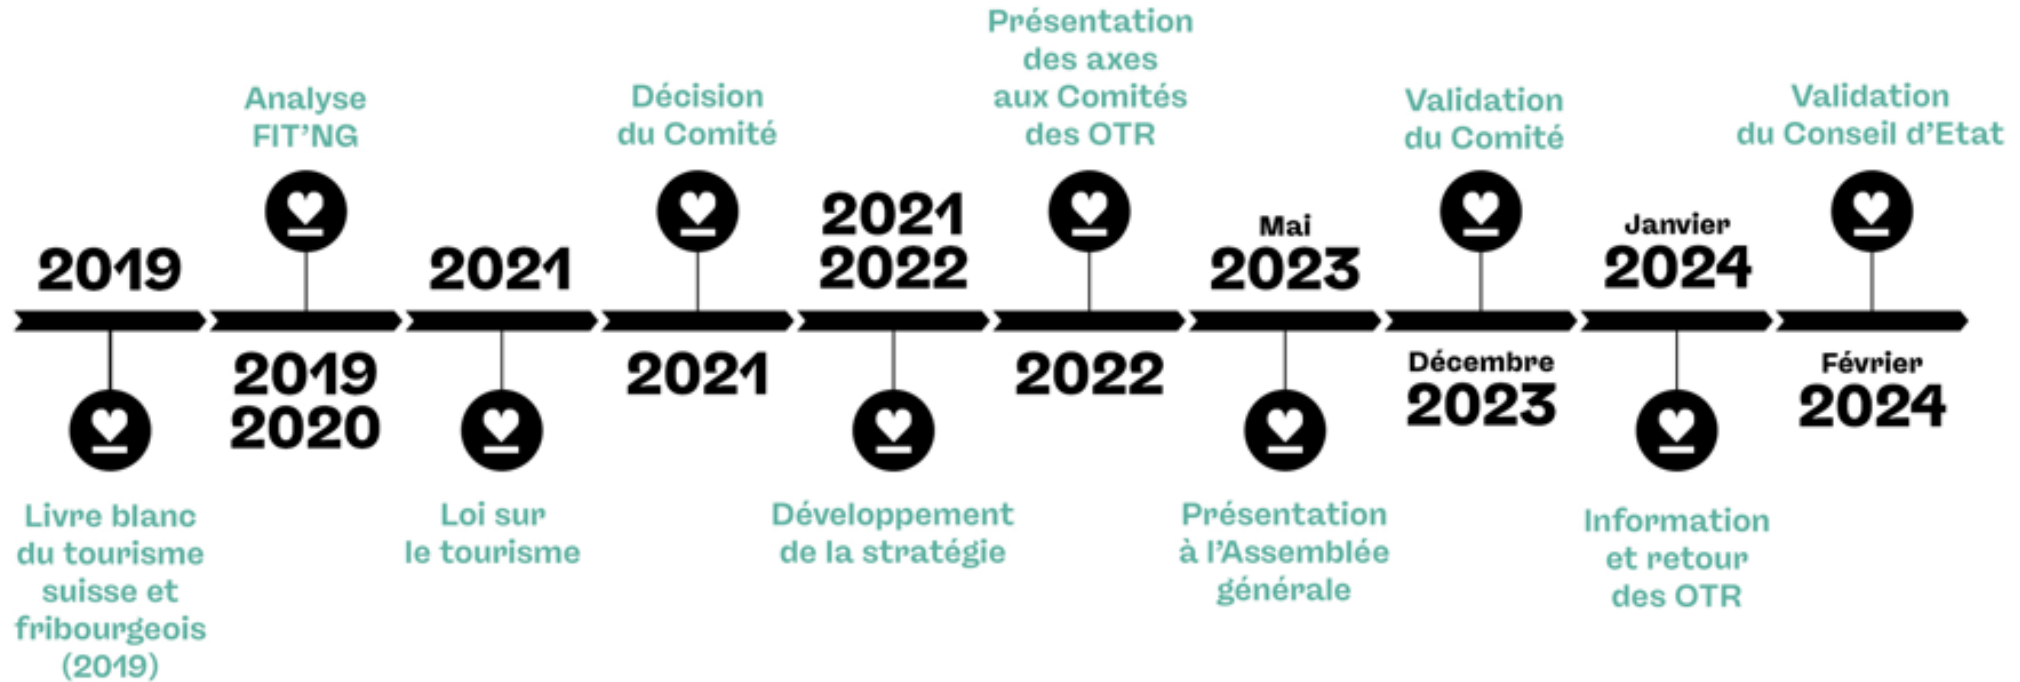 2019
Livre blanc
du tourisme
suisse et
fribourgeois
(2019)
Analyse
FIT'NG
2019
2020
2021
Loi sur
le tourisme
Décision
du Comité
2021
2021
2022
Développement
de la stratégie
Présentation
des axes
aux Comités
des OTR
2022
Mai
2023
Présentation
à l'Assemblée
générale
Validation
du Comité
Décembre
2023
Janvier
2024
Information
et retour
des OTR
Validation
du Conseil d'Etat
Février
2024